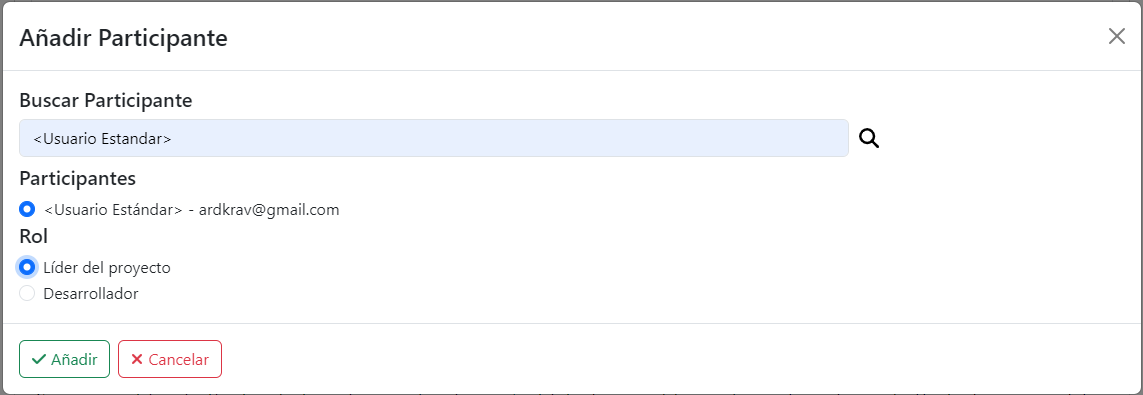 Añadir Participante
Buscar Participante
<Usuario Estandar>
Participantes
<Usuario Estándar> - ardkrav@gmail.com
Rol
Líder del proyecto
Desarrollador
Añadir
Cancelar